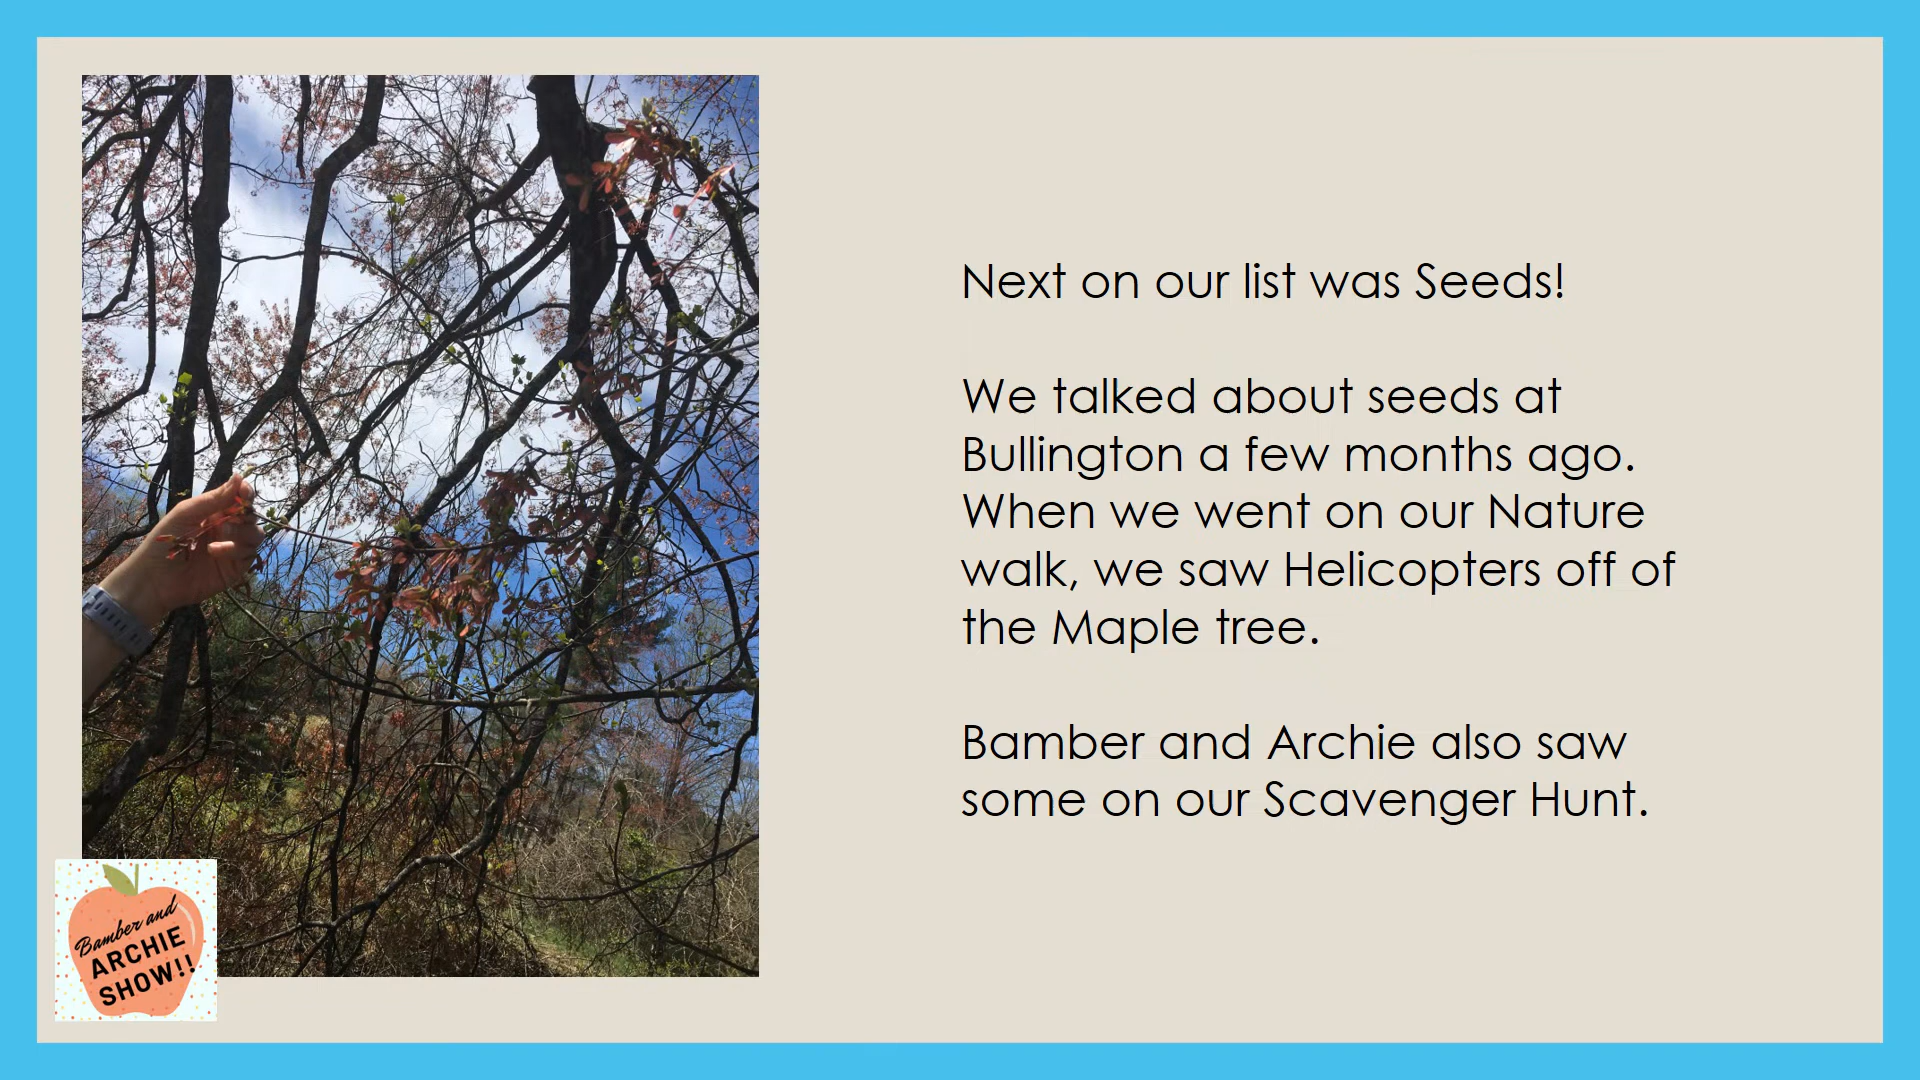 Next on our list was Seeds!
We talked about seeds at
Bullington a few months ago.
When we went on our Nature
walk, we saw Helicopters off of
the Maple tree.
Bamber and Archie also saw
some on our Scavenger Hunt.
Bamber and
ARCHIE
SHOW!!